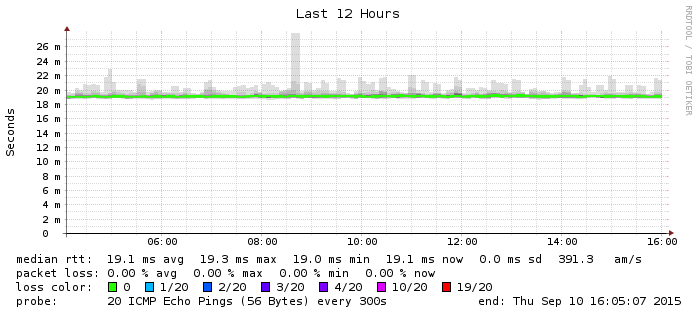 Last 12 Hours
RRDTOOL / TOBI OETIKER
Seconds
26 m
24 m
22 m
20 m
18 m
16 m
14 m
12 m
10 m
8 m
6 m
4 m
2 m
0
06:00 08:00 10:00 12:00 14:00 16:00
median rtt: 19.1 ms avg 19.3 ms max 19.0 ms min 19.1 ms now 0.0 ms sd 391.3 am/s
packet loss: 0.00 % avg 0.00 % max 0.00 % min 0.00 % now
loss color: 0 1/20 2/20 3/20 4/20 10/20 19/20
probe: 20 ICMP Echo Pings (56 Bytes) every 300s end: Thu Sep 10 16:05:07 2015